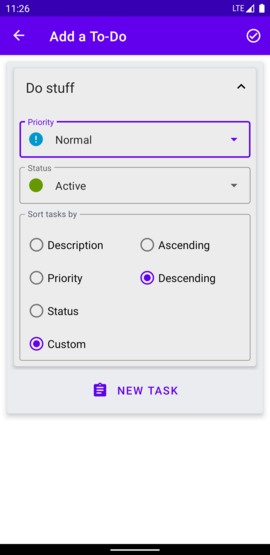 11:26 LTE
Add a To-Do
Do stuff
Priority
Normal
Status
Active
Sort tasks by
Description Ascending
Priority Descending
Status
Custom
NEW TASK